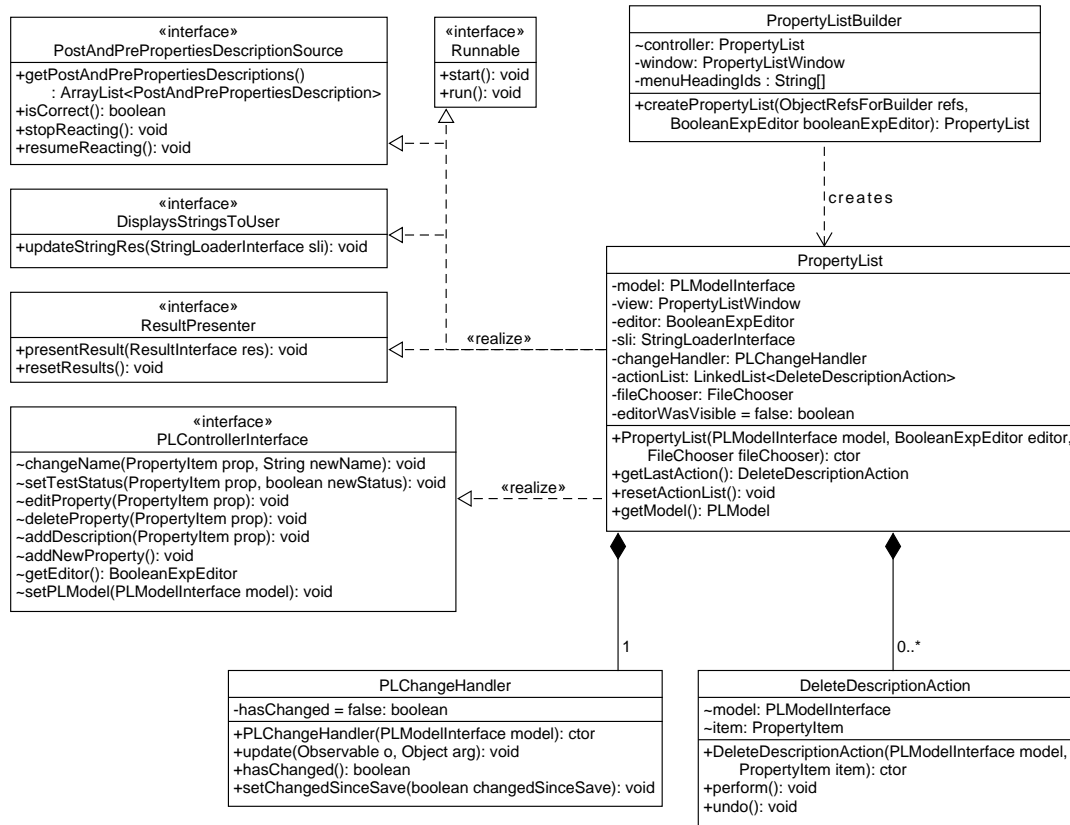 «interface»
PostAndPrePropertiesDescriptionSource
+getPostAndPrePropertiesDescriptions()
: ArrayList<PostAndPrePropertiesDescription>
+isCorrect(): boolean
+stopReacting(): void
+resumeReacting(): void
«interface»
Runnable
+start(): void
+run(): void
PropertyListBuilder
~controller: PropertyList
-window: PropertyListWindow
-menuHeadingIds : String[]
+createPropertyList(ObjectRefsForBuilder refs,
BooleanExpEditor booleanExpEditor): PropertyList
creates
«interface»
DisplaysStringsToUser
+updateStringRes(StringLoaderInterface sli): void
«interface»
ResultPresenter
+presentResult(ResultInterface res): void
+resetResults(): void
«realize»
PropertyList
-model: PLModelInterface
-view: PropertyListWindow
-editor: BooleanExpEditor
-sli: StringLoaderInterface
-changeHandler: PLChangeHandler
-actionList: LinkedList<DeleteDescriptionAction>
-fileChooser: FileChooser
-editorWasVisible = false: boolean
+PropertyList(PLModelInterface model, BooleanExpEditor editor,
FileChooser fileChooser): ctor
+getLastAction(): DeleteDescriptionAction
+resetActionList(): void
+getModel(): PLModel
«interface»
PLControllerInterface
~changeName(PropertyItem prop, String newName): void
~setTestStatus(PropertyItem prop, boolean newStatus): void
~editProperty(PropertyItem prop): void
~deleteProperty(PropertyItem prop): void
~addDescription(PropertyItem prop): void
~addNewProperty(): void
~getEditor(): BooleanExpEditor
~setPLModel(PLModelInterface model): void
«realize»
1
0..*
PLChangeHandler
-hasChanged = false: boolean
+PLChangeHandler(PLModelInterface model): ctor
+update(Observable o, Object arg): void
+hasChanged(): boolean
+setChangedSinceSave(boolean changedSinceSave): void
DeleteDescriptionAction
~model: PLModelInterface
~item: PropertyItem
+DeleteDescriptionAction(PLModelInterface model,
PropertyItem item): ctor
+perform(): void
+undo(): void